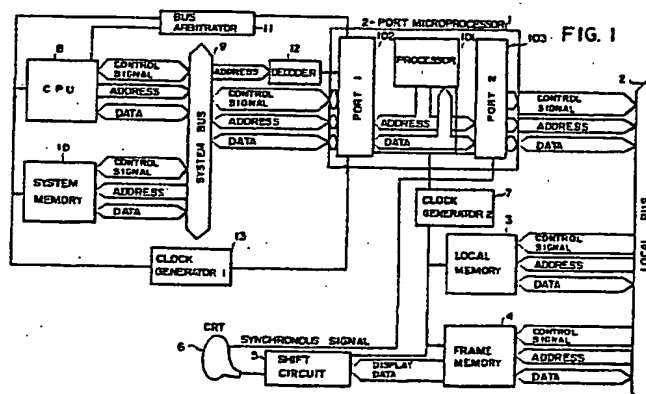 FIG. 1
BUS
ARBITRATOR
11
2-PORT MICROPROCESSOR
1
102
101
103
8
CPU
CONTROL
SIGNAL
ADDRESS
DATA
9
SYSTEM BUS
ADDRESS
12
DECODER
CONTROL
SIGNAL
ADDRESS
DATA
PORT 1
PROCESSOR
ADDRESS
DATA
PORT 2
CONTROL
SIGNAL
ADDRESS
DATA
2
LOCAL BUS
10
SYSTEM
MEMORY
CONTROL
SIGNAL
ADDRESS
DATA
13
CLOCK
GENERATOR 1
CLOCK
GENERATOR 2
7
3
LOCAL
MEMORY
CONTROL
SIGNAL
ADDRESS
DATA
CRT
6
SYNCHRONOUS SIGNAL
5
SHIFT
CIRCUIT
DISPLAY
DATA
4
FRAME
MEMORY
CONTROL
SIGNAL
ADDRESS
DATA